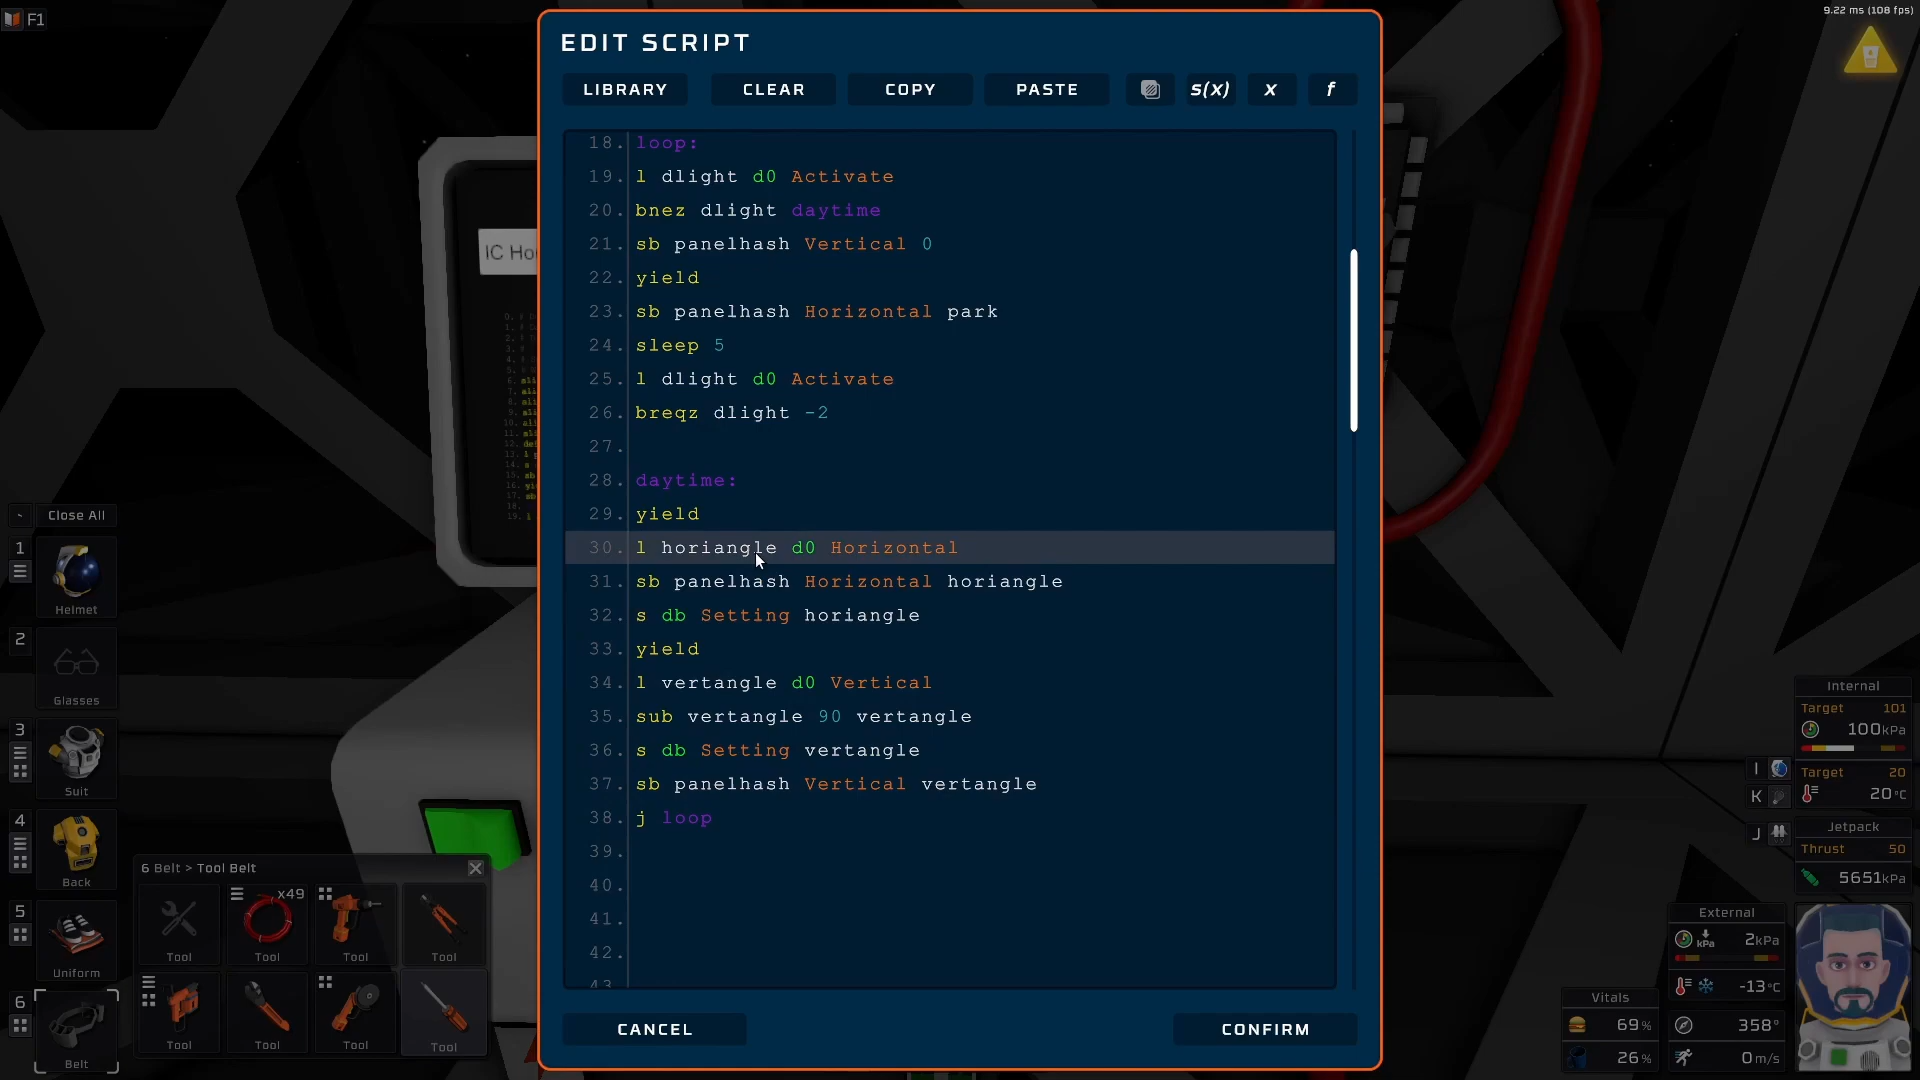 F1
9.22 ms (108 fps)
EDIT SCRIPT
LIBRARY
CLEAR
COPY
PASTE
s(x)
x
f
18. loop:
19. l dlight d0 Activate
20. bnez dlight daytime
21. sb panelhash Vertical 0
22. yield
23. sb panelhash Horizontal park
24. sleep 5
25. l dlight d0 Activate
26. breqz dlight -2
27.
28. daytime:
29. yield
30. l horiangle d0 Horizontal
31. sb panelhash Horizontal horiangle
32. s db Setting horiangle
33. yield
34. l vertangle d0 Vertical
35. sub vertangle 90 vertangle
36. s db Setting vertangle
37. sb panelhash Vertical vertangle
38. j loop
39.
40.
41.
42.
43
CANCEL
CONFIRM
IC
~ Close All
1
Helmet
2
Glasses
3
Suit
4
Back
5
Uniform
6
Belt
6 Belt > Tool Belt
Tool
x49
Tool
Tool
Tool
Tool
Tool
Tool
Tool
Internal
Target 101
100kPa
Target 20
20°C
I
K
J
Jetpack
Thrust 50
5651kPa
External
kPa
2kPa
-13°C
358°
0m/s
Vitals
69%
26%